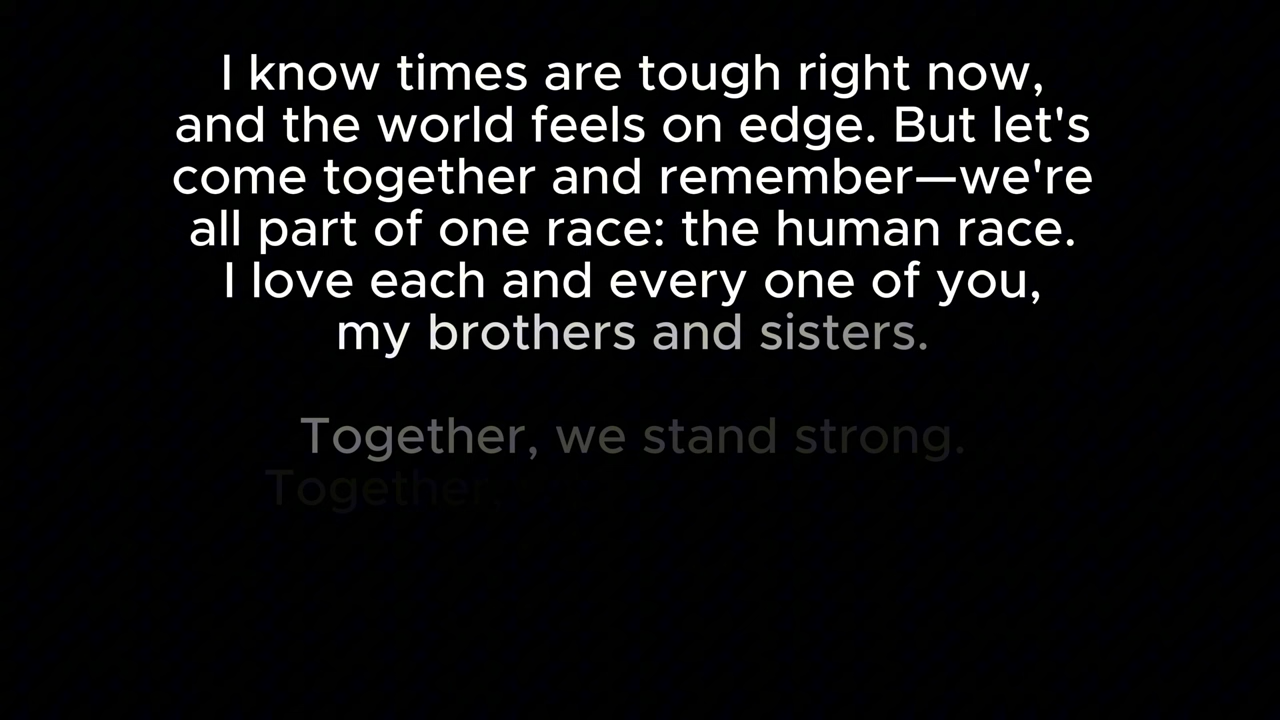 I know times are tough right now,
and the world feels on edge. But let's
come together and remember—we're
all part of one race: the human race.
I love each and every one of you,
my brothers and sisters.
Together, we stand strong.
Together,